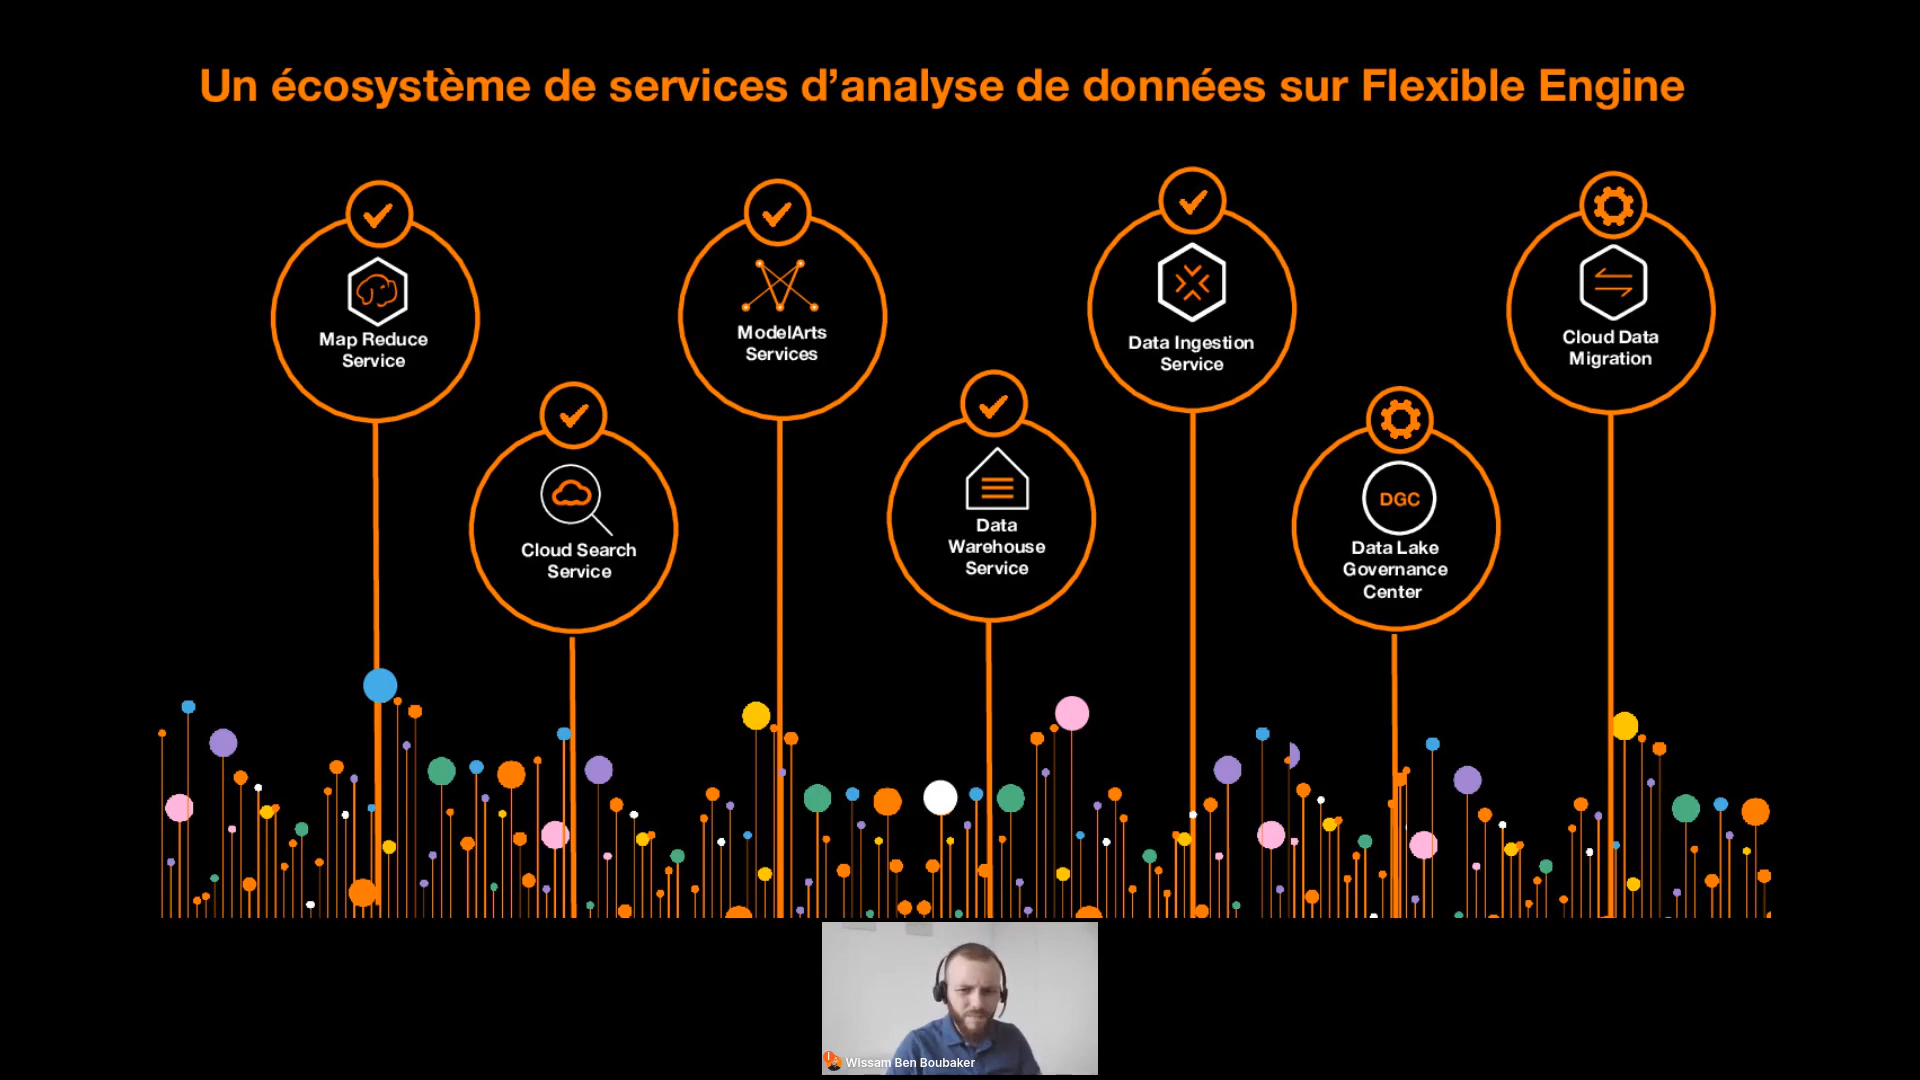 Un écosystème de services d’analyse de données sur Flexible Engine
Map Reduce
Service
ModelArts
Services
Data Ingestion
Service
Cloud Data
Migration
Cloud Search
Service
Data
Warehouse
Service
DGC
Data Lake
Governance
Center
Wissam Ben Boubaker